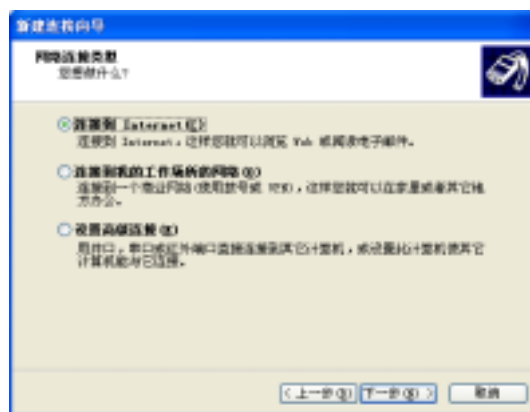 新建连接向导
网络连接类型
您想做什么?
连接到 Internet(C)
连接到 Internet,这样您就可以浏览 Web 或阅读电子邮件。
连接到我的工作场所的网络(O)
连接到一个商业网络(使用拨号或 VPN),这样您就可以在家里或者其它地
方办公。
设置高级连接(E)
用并口,串口或红外端口直接连接到其它计算机,或设置此计算机使其它
计算机能与它连接。
<上一步(B) 下一步(N)> 取消